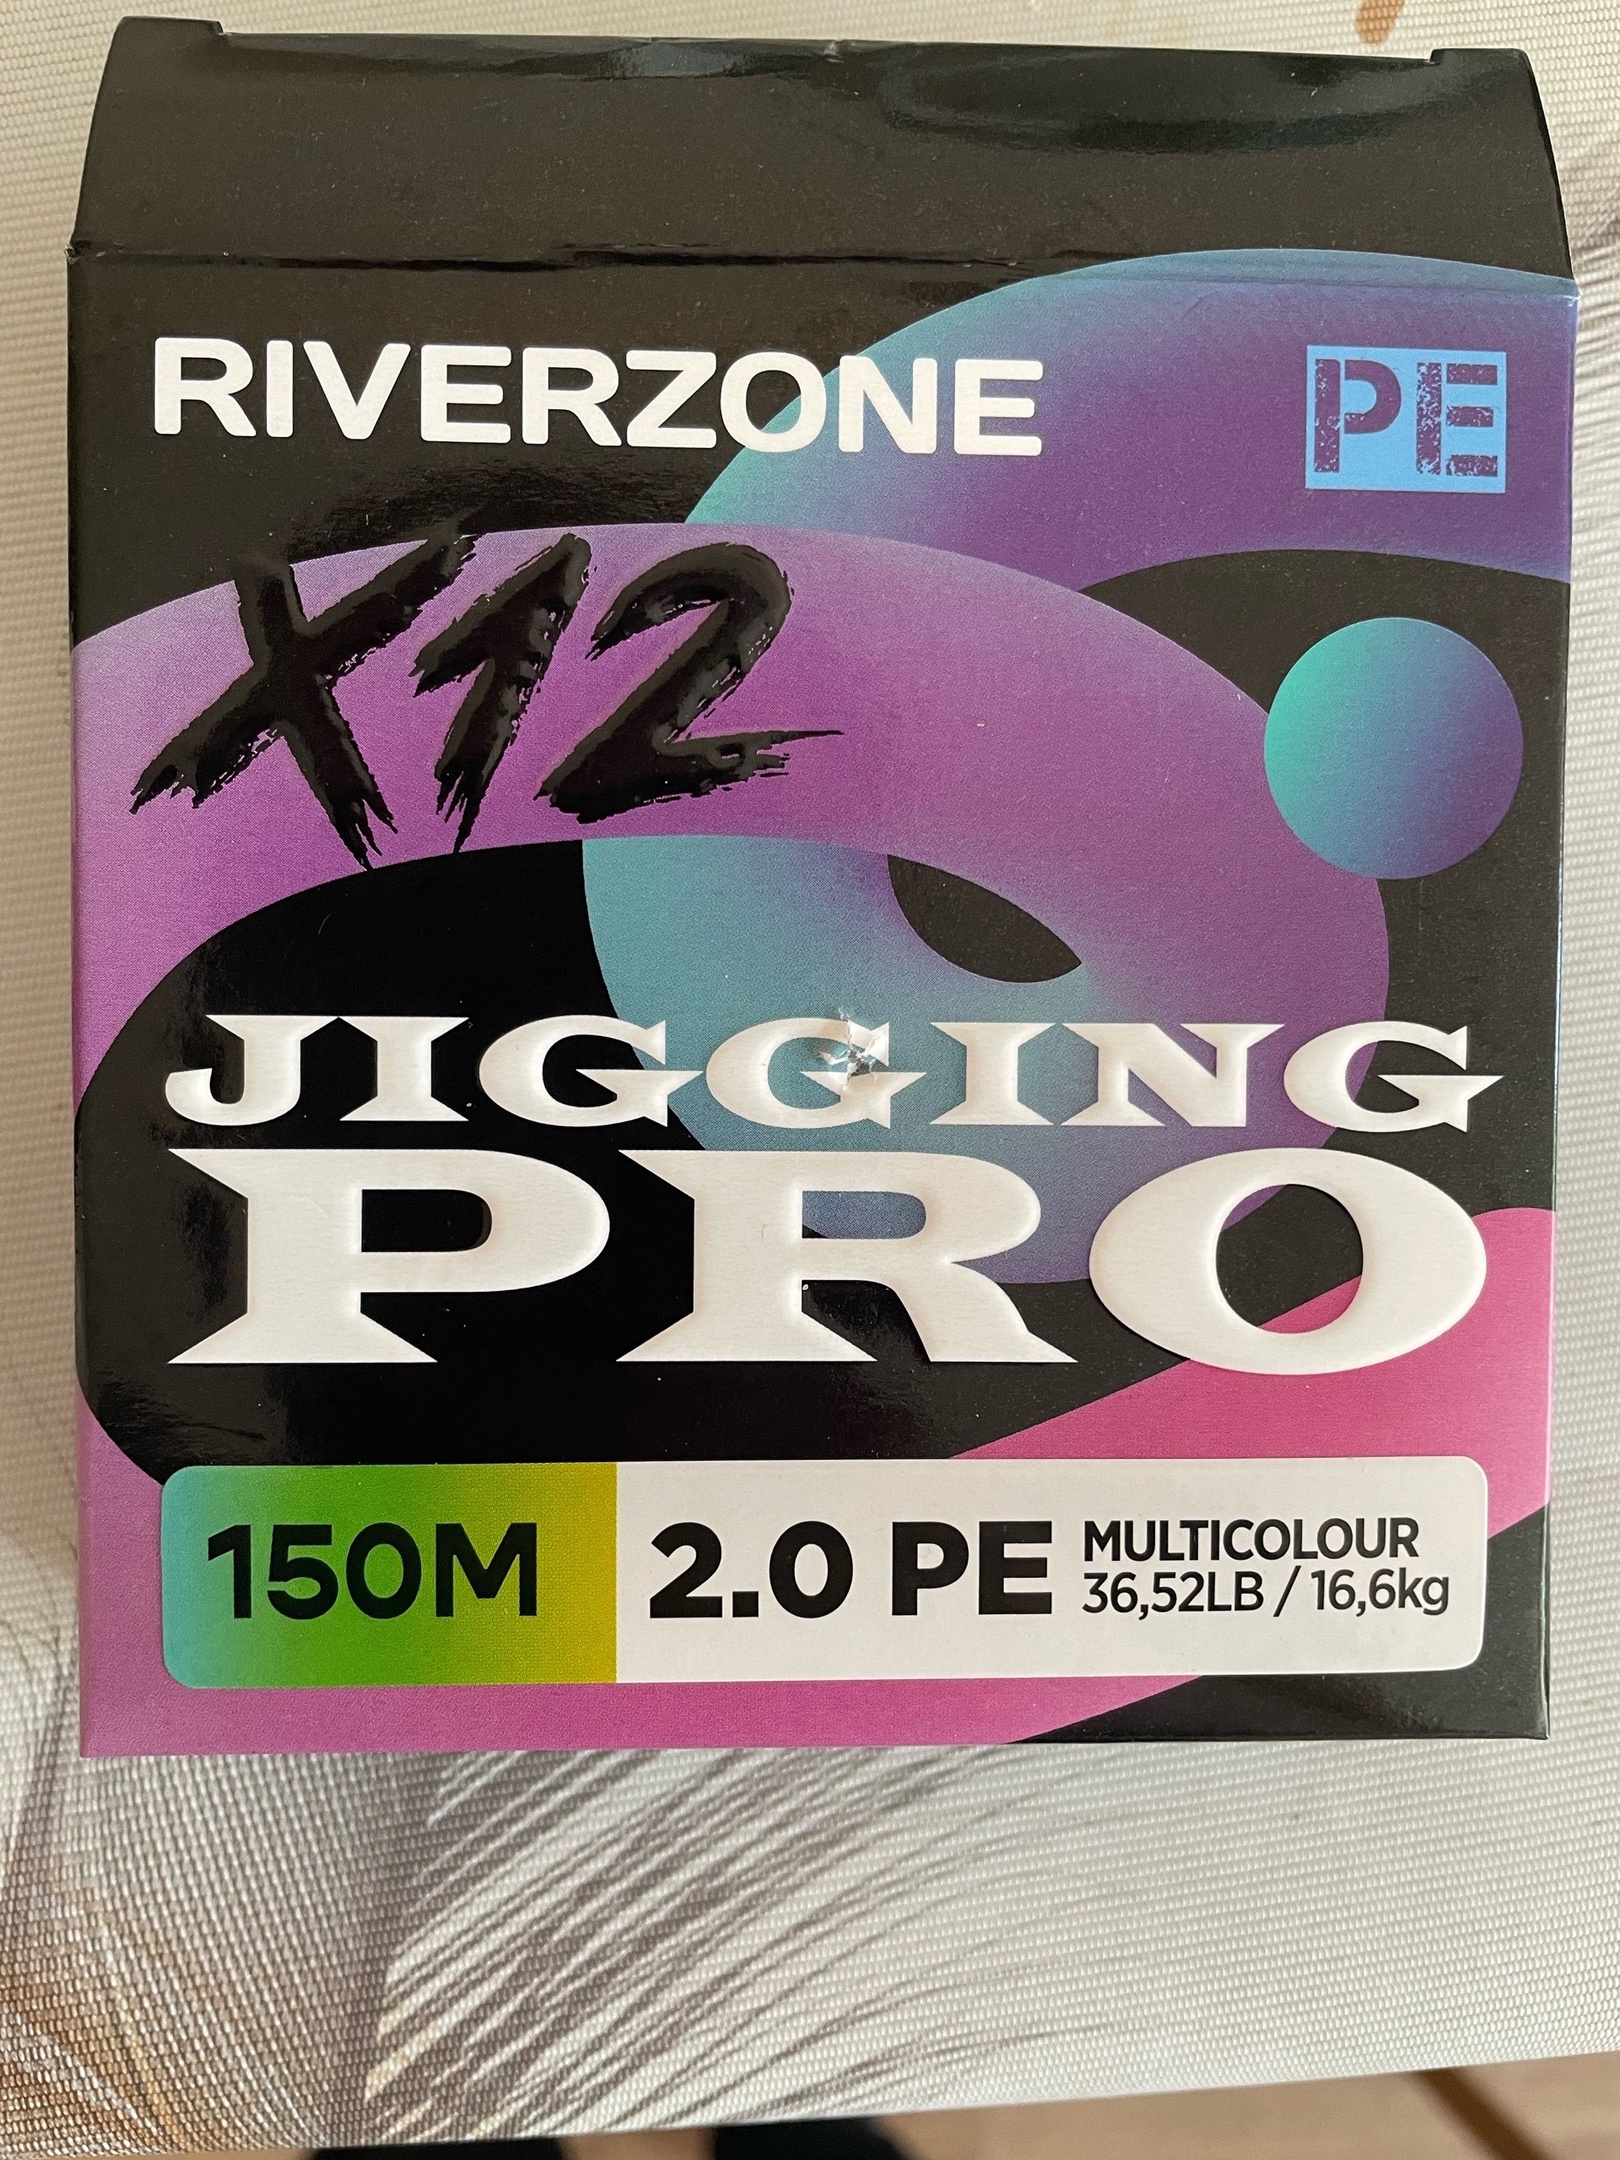 RIVERZONE
PE
X12
JIGGING
PRO
150M
2.0 PE
MULTICOLOUR
36,52LB / 16,6kg